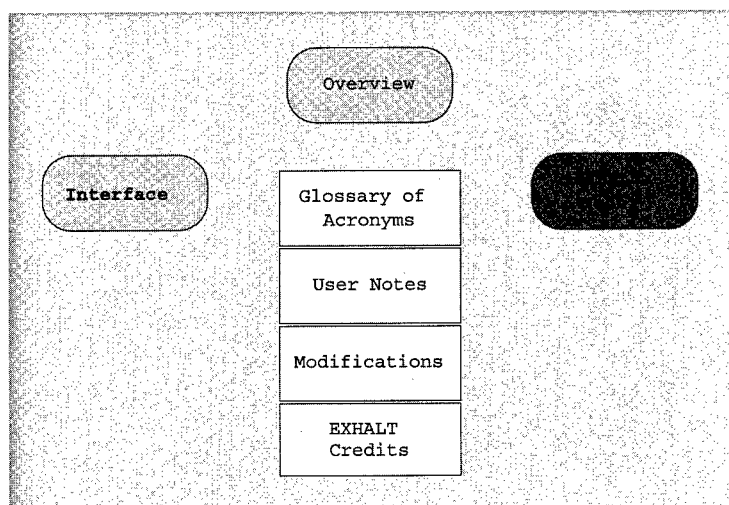 Overview
Interface
Glossary of
Acronyms
User Notes
Modifications
EXHALT
Credits